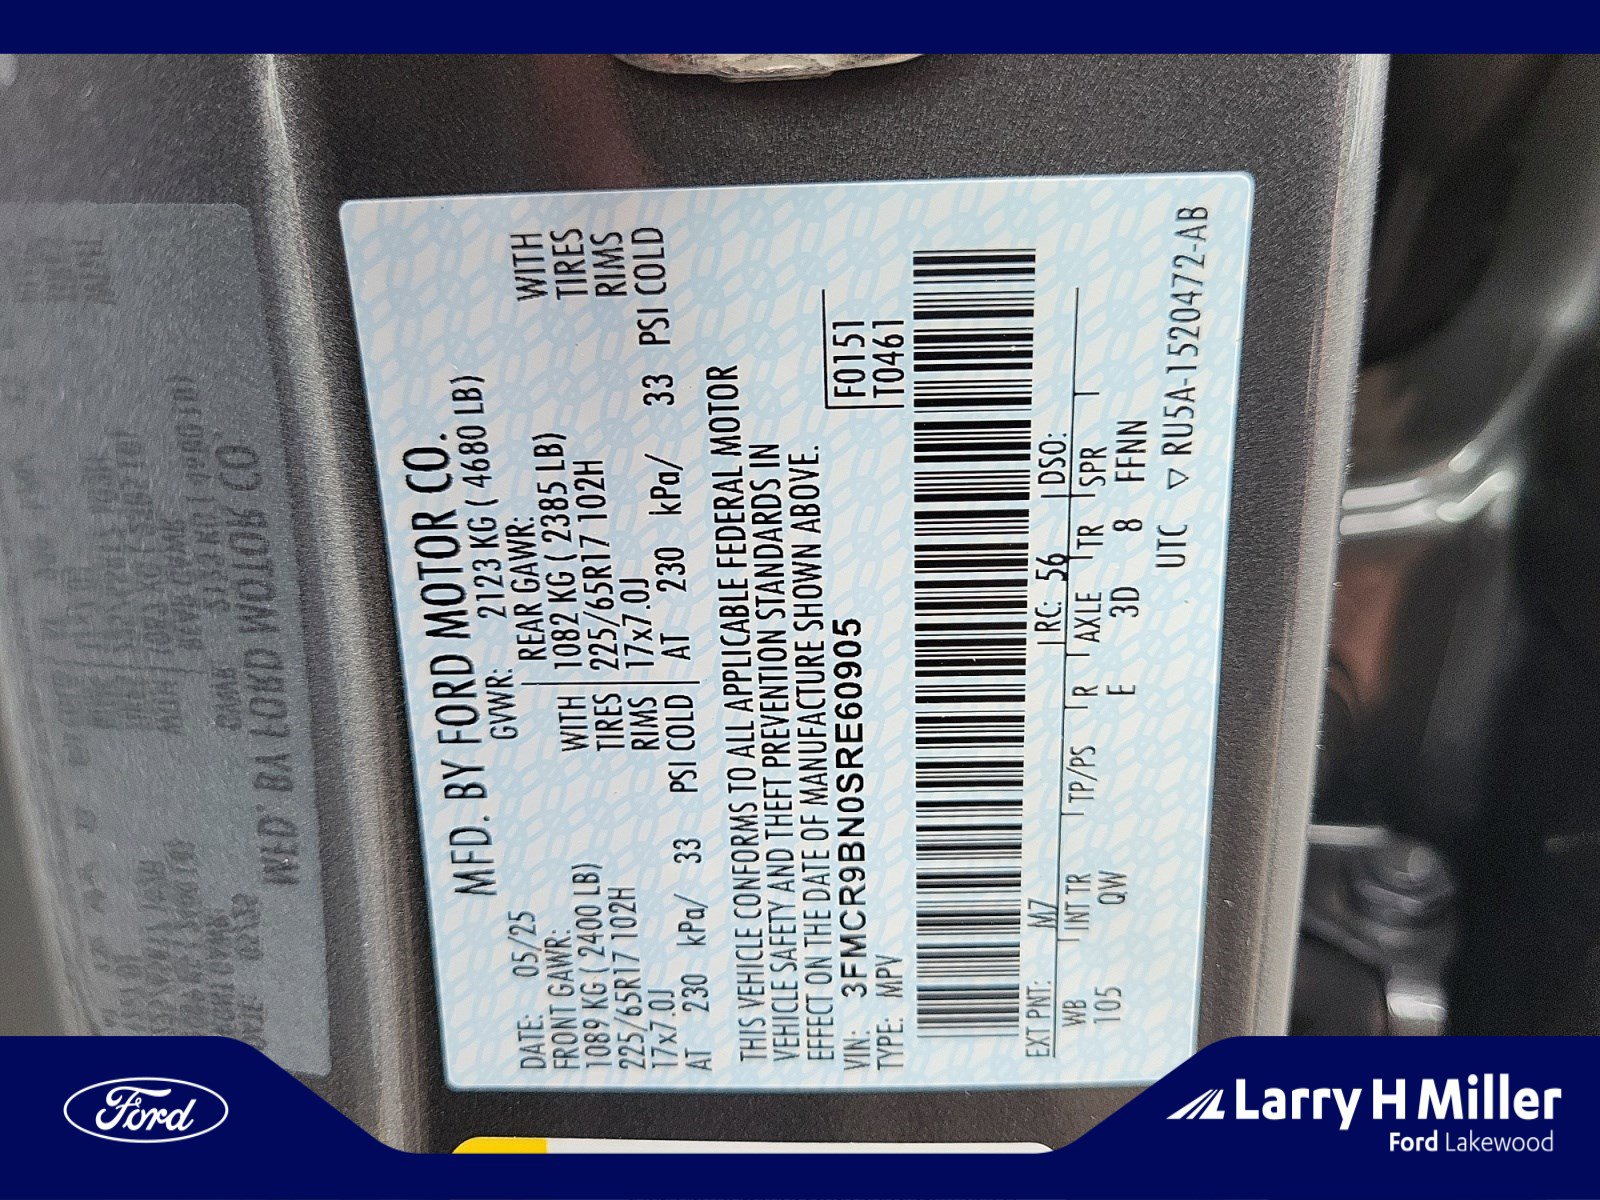 MFD. BY FORD MOTOR CO.
DATE: 05/25 GVWR: 2123 KG ( 4680 LB)
FRONT GAWR: REAR GAWR:
1089 KG ( 2400 LB) WITH 1082 KG ( 2385 LB) WITH
225/65R17 102H TIRES 225/65R17 102H TIRES
17x7.0J RIMS 17x7.0J RIMS
AT 230 kPa/ 33 PSI COLD AT 230 kPa/ 33 PSI COLD
THIS VEHICLE CONFORMS TO ALL APPLICABLE FEDERAL MOTOR
VEHICLE SAFETY AND THEFT PREVENTION STANDARDS IN
EFFECT ON THE DATE OF MANUFACTURE SHOWN ABOVE.
VIN: 3FMCR9BN0SRE60905 F0151
TYPE: MPV T0461
EXT PNT: M7 RC: 56 DSO:
WB INT TR TP/PS R AXLE TR SPR
105 QW E 3D 8 FFNN
UTC ▽ RU5A-1520472-AB
Ford
Larry H Miller
Ford Lakewood